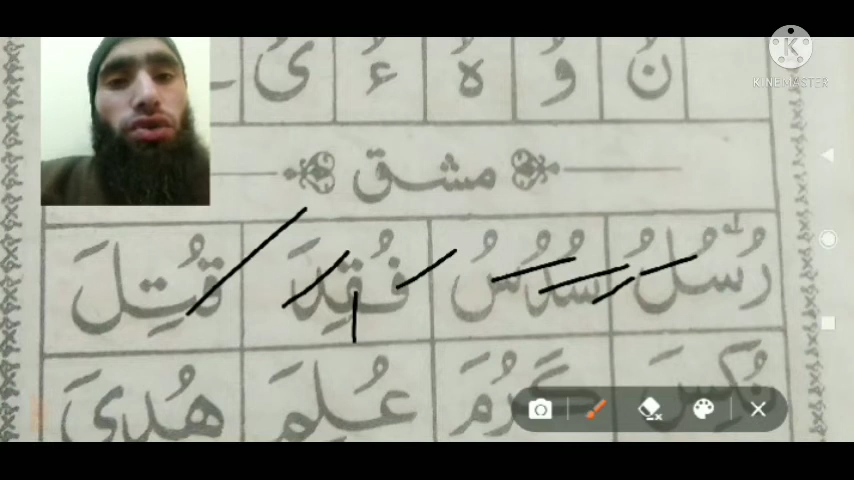 KINEMASTER
نُ وُ هُ ءُ یُ
مشق
رُسُلُ سُدُسُ فُقِدَ قُتِلَ
نُكِسَ كَرُمَ عُلِمَ هُدِیَ